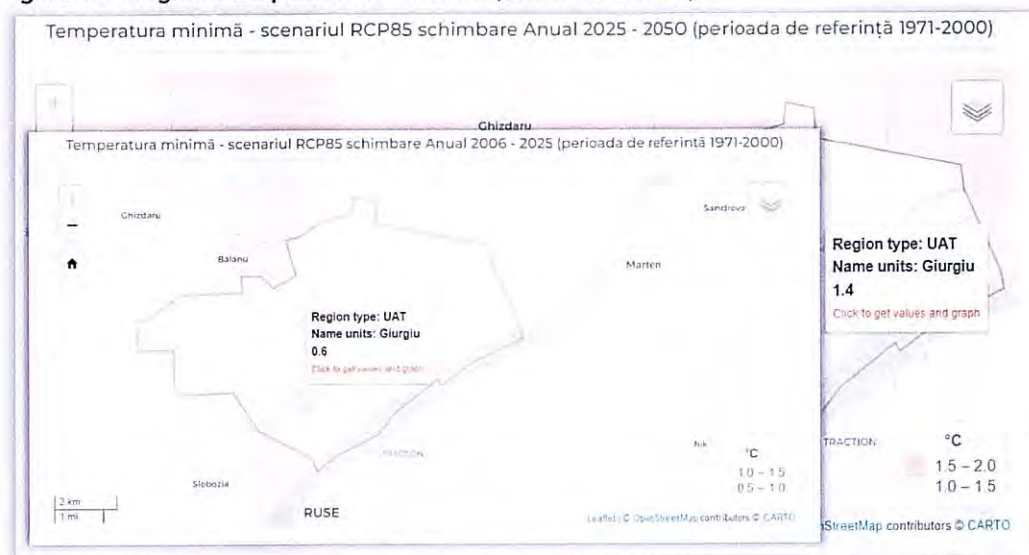 Temperatura minimă - scenariul RCP85 schimbare Anual 2025 - 2050 (perioada de referință 1971-2000)
Ghizdaru
Temperatura minimă - scenariul RCP85 schimbare Anual 2006 - 2025 (perioada de referință 1971-2000)
Ghizdaru
Balanu
Marten
Region type: UAT
Name units: Giurgiu
0.6
Click to get values and graph
Region type: UAT
Name units: Giurgiu
1.4
Click to get values and graph
°C
1.0 – 1.5
0.5 – 1.0
TRACTION
°C
1.5 – 2.0
1.0 – 1.5
Slobozia
2 km
1 mi
RUSE
Leaflet | © OpenStreetMap contributors © CARTO
StreetMap contributors © CARTO